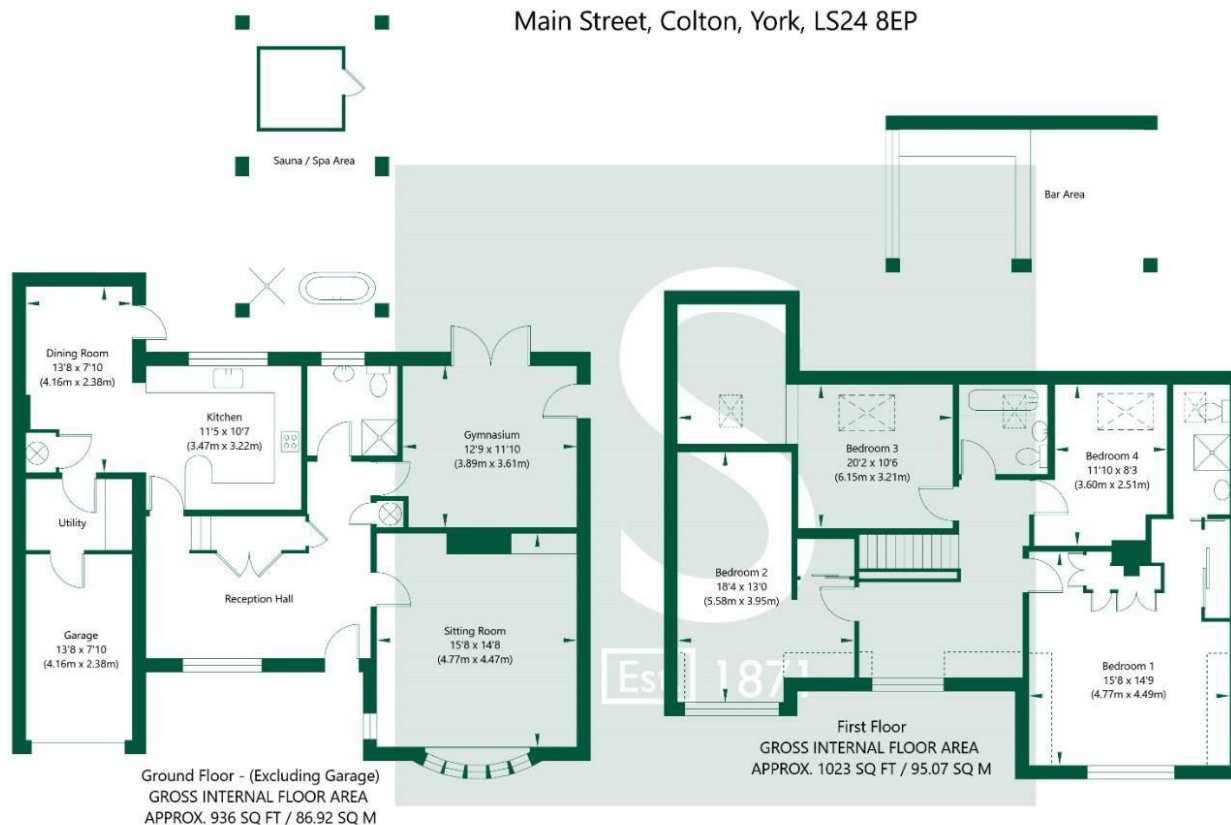 Main Street, Colton, York, LS24 8EP
Sauna / Spa Area
Bar Area
Dining Room
13'8 x 7'10
(4.16m x 2.38m)
Kitchen
11'5 x 10'7
(3.47m x 3.22m)
Gymnasium
12'9 x 11'10
(3.89m x 3.61m)
Utility
Reception Hall
Garage
13'8 x 7'10
(4.16m x 2.38m)
Sitting Room
15'8 x 14'8
(4.77m x 4.47m)
Ground Floor - (Excluding Garage)
GROSS INTERNAL FLOOR AREA
APPROX. 936 SQ FT / 86.92 SQ M
Bedroom 3
20'2 x 10'6
(6.15m x 3.21m)
Bedroom 4
11'10 x 8'3
(3.60m x 2.51m)
Bedroom 2
18'4 x 13'0
(5.58m x 3.95m)
Bedroom 1
15'8 x 14'9
(4.77m x 4.49m)
S
Est 1871
First Floor
GROSS INTERNAL FLOOR AREA
APPROX. 1023 SQ FT / 95.07 SQ M